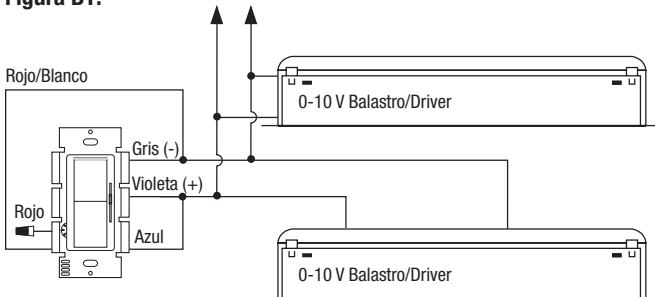 Figura D1.
Rojo/Blanco
0-10 V Balastro/Driver
Gris (-)
Violeta (+)
Rojo
Azul
0-10 V Balastro/Driver